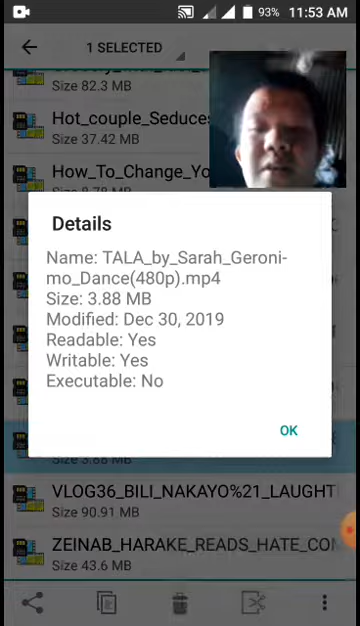 93% 11:53 AM
1 SELECTED
Size 82.3 MB
Hot_couple_Seduces
Size 37.42 MB
How_To_Change_Yo
Details
Name: TALA_by_Sarah_Geroni-
mo_Dance(480p).mp4
Size: 3.88 MB
Modified: Dec 30, 2019
Readable: Yes
Writable: Yes
Executable: No
OK
Size 3.88 MB
VLOG36_BILI_NAKAYO%21_LAUGHT
Size 90.91 MB
ZEINAB_HARAKE_READS_HATE_CON
Size 43.6 MB